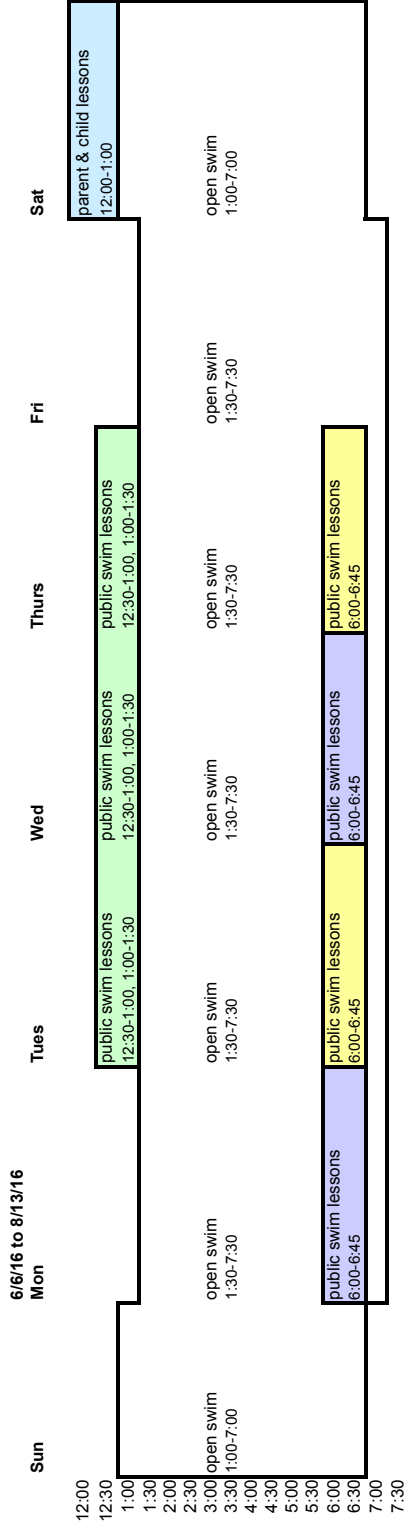 6/6/16 to 8/13/16
Sun Mon Tues Wed Thurs Fri Sat
12:00
parent & child lessons
12:30
12:00-1:00
public swim lessons
public swim lessons
public swim lessons
1:00
12:30-1:00, 1:00-1:30
12:30-1:00, 1:00-1:30
12:30-1:00, 1:00-1:30
1:30
2:00
2:30
3:00
open swim
open swim
open swim
open swim
open swim
open swim
open swim
3:30
1:00-7:00
1:30-7:30
1:30-7:30
1:30-7:30
1:30-7:30
1:30-7:30
1:00-7:00
4:00
4:30
5:00
5:30
6:00
public swim lessons
public swim lessons
public swim lessons
public swim lessons
6:30
6:00-6:45
6:00-6:45
6:00-6:45
6:00-6:45
7:00
7:30